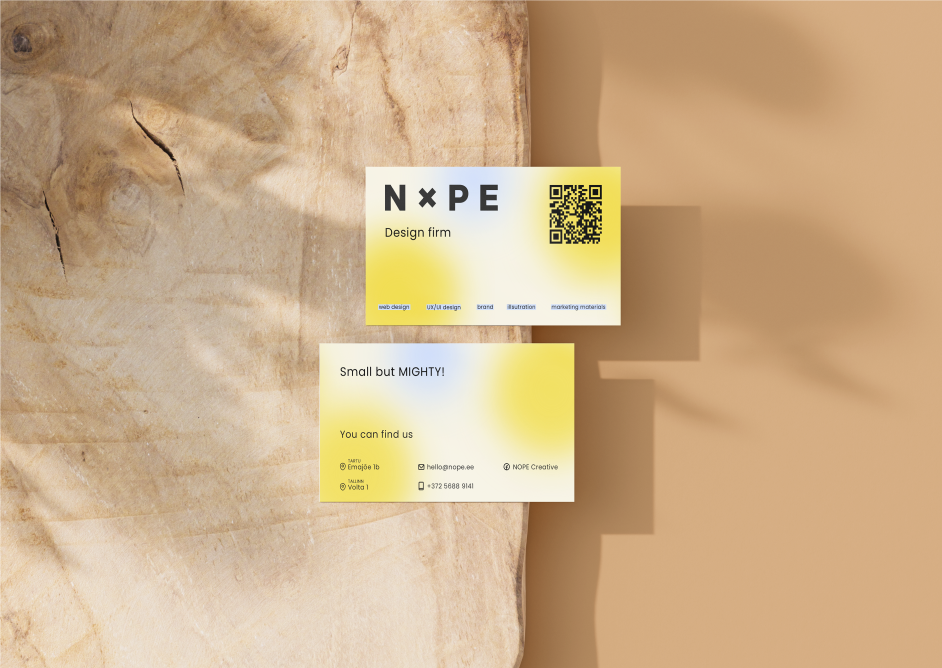 N×PE
Design firm
web design UX/UI design brand illsutration marketing materials
Small but MIGHTY!
You can find us
TARTU
Emajõe 1b hello@nope.ee NOPE Creative
TALLINN
Volta 1 +372 5688 9141